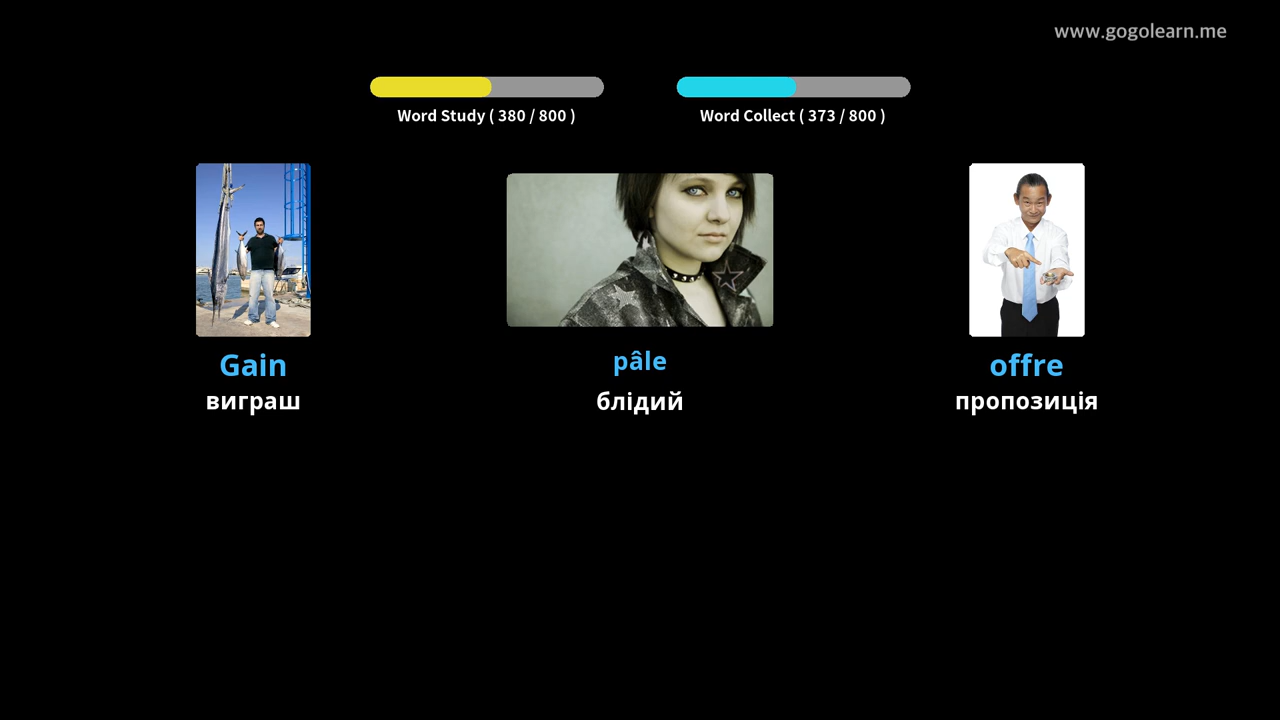 www.gogolearn.me
Word Study ( 380 / 800 )
Word Collect ( 373 / 800 )
Gain
виграш
pâle
блідий
offre
пропозиція